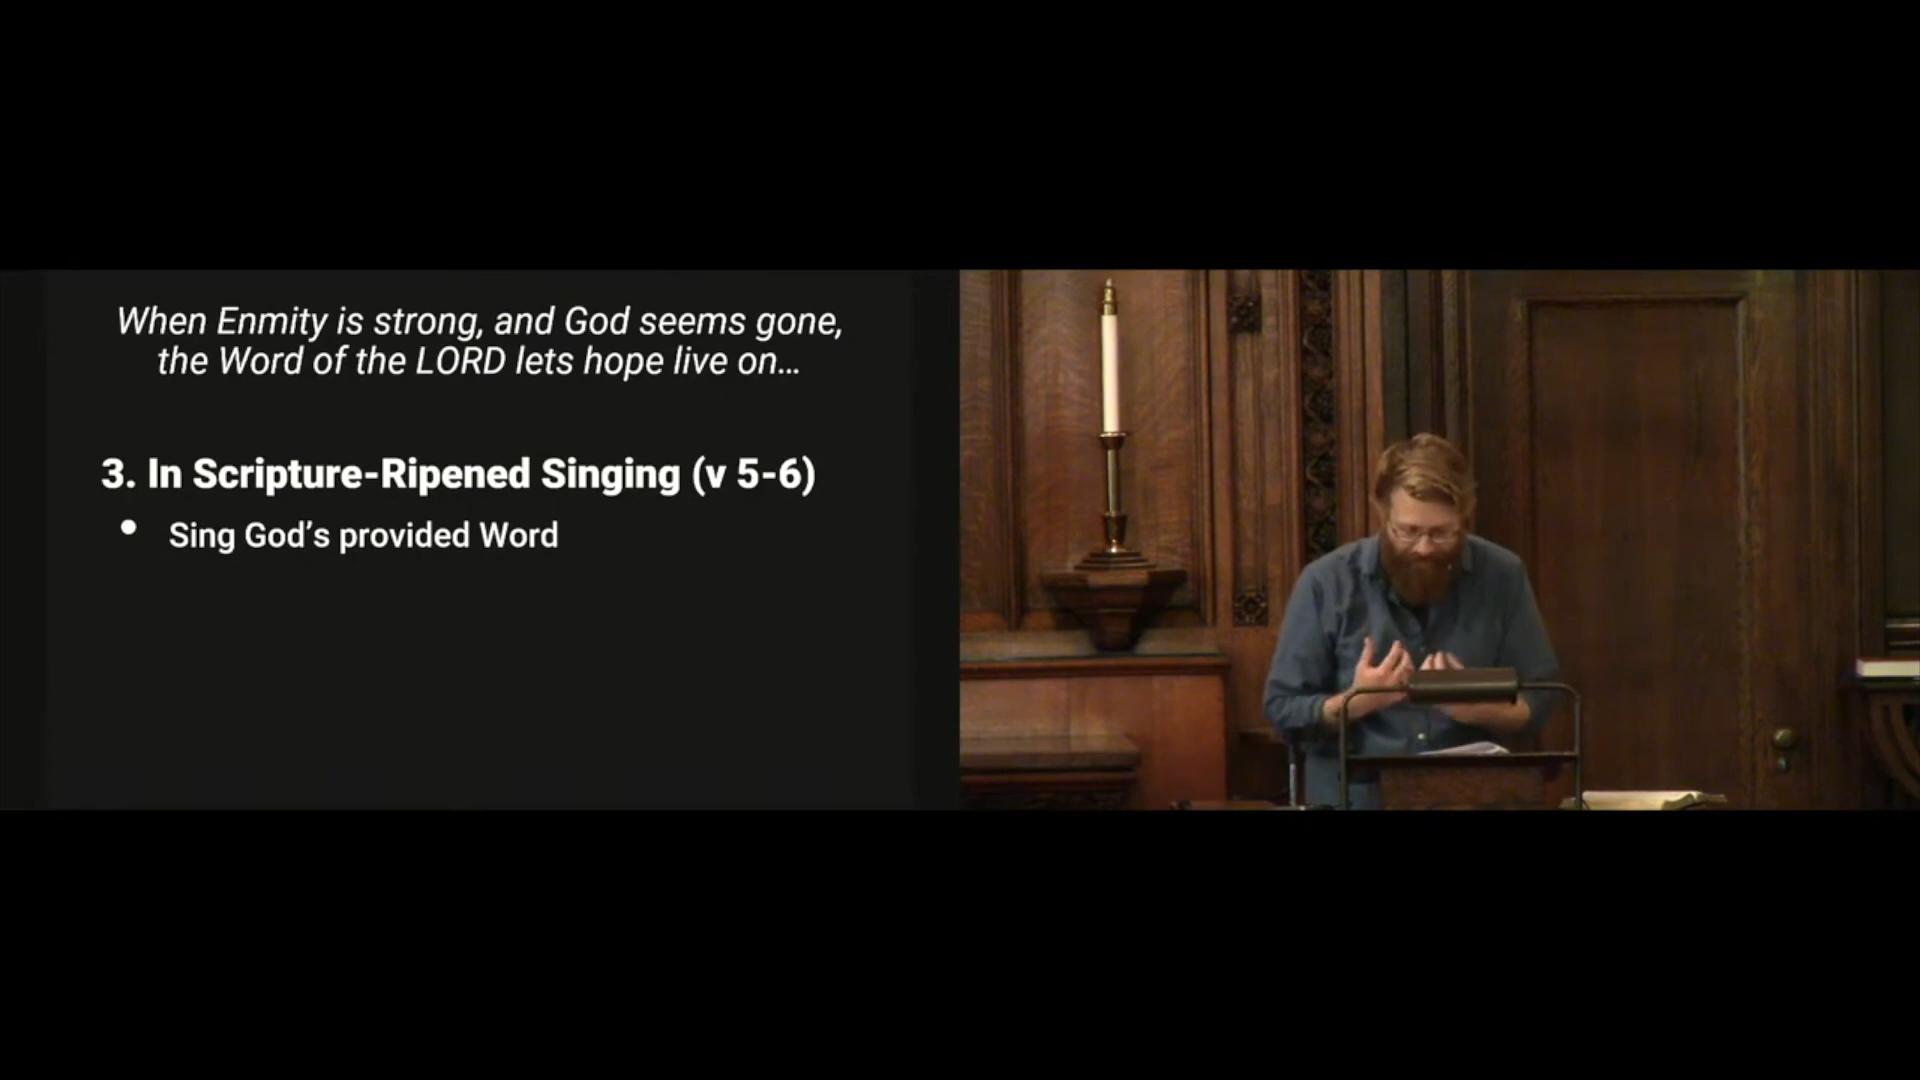 When Enmity is strong, and God seems gone,
the Word of the LORD lets hope live on...
3. In Scripture-Ripened Singing (v 5-6)
• Sing God's provided Word